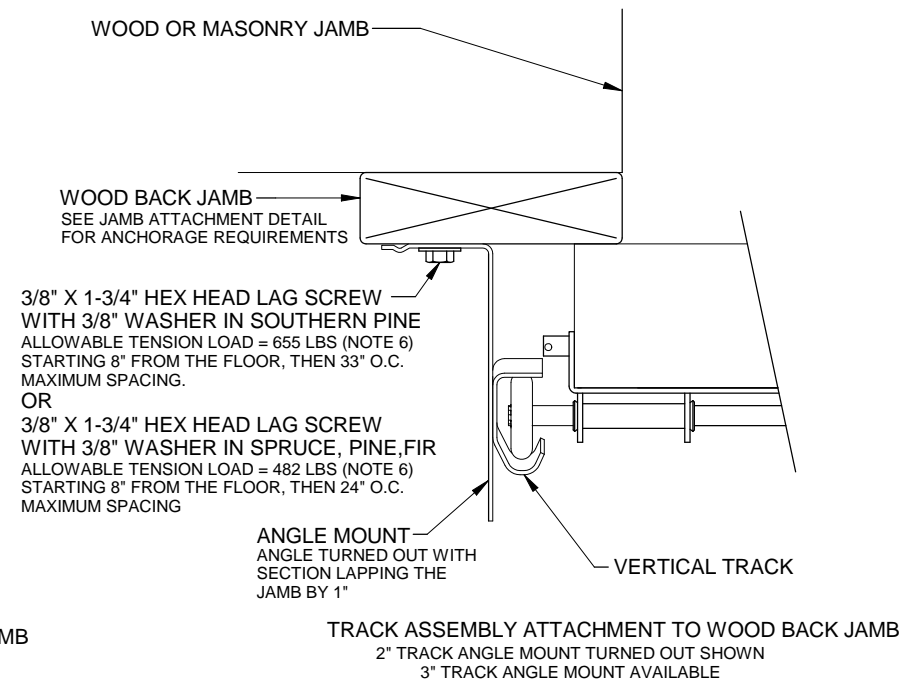 WOOD OR MASONRY JAMB
WOOD BACK JAMB
SEE JAMB ATTACHMENT DETAIL
FOR ANCHORAGE REQUIREMENTS
3/8" X 1-3/4" HEX HEAD LAG SCREW
WITH 3/8" WASHER IN SOUTHERN PINE
ALLOWABLE TENSION LOAD = 655 LBS (NOTE 6)
STARTING 8" FROM THE FLOOR, THEN 33" O.C.
MAXIMUM SPACING.
OR
3/8" X 1-3/4" HEX HEAD LAG SCREW
WITH 3/8" WASHER IN SPRUCE, PINE,FIR
ALLOWABLE TENSION LOAD = 482 LBS (NOTE 6)
STARTING 8" FROM THE FLOOR, THEN 24" O.C.
MAXIMUM SPACING
ANGLE MOUNT
ANGLE TURNED OUT WITH
SECTION LAPPING THE
JAMB BY 1"
VERTICAL TRACK
MB
TRACK ASSEMBLY ATTACHMENT TO WOOD BACK JAMB
2" TRACK ANGLE MOUNT TURNED OUT SHOWN
3" TRACK ANGLE MOUNT AVAILABLE